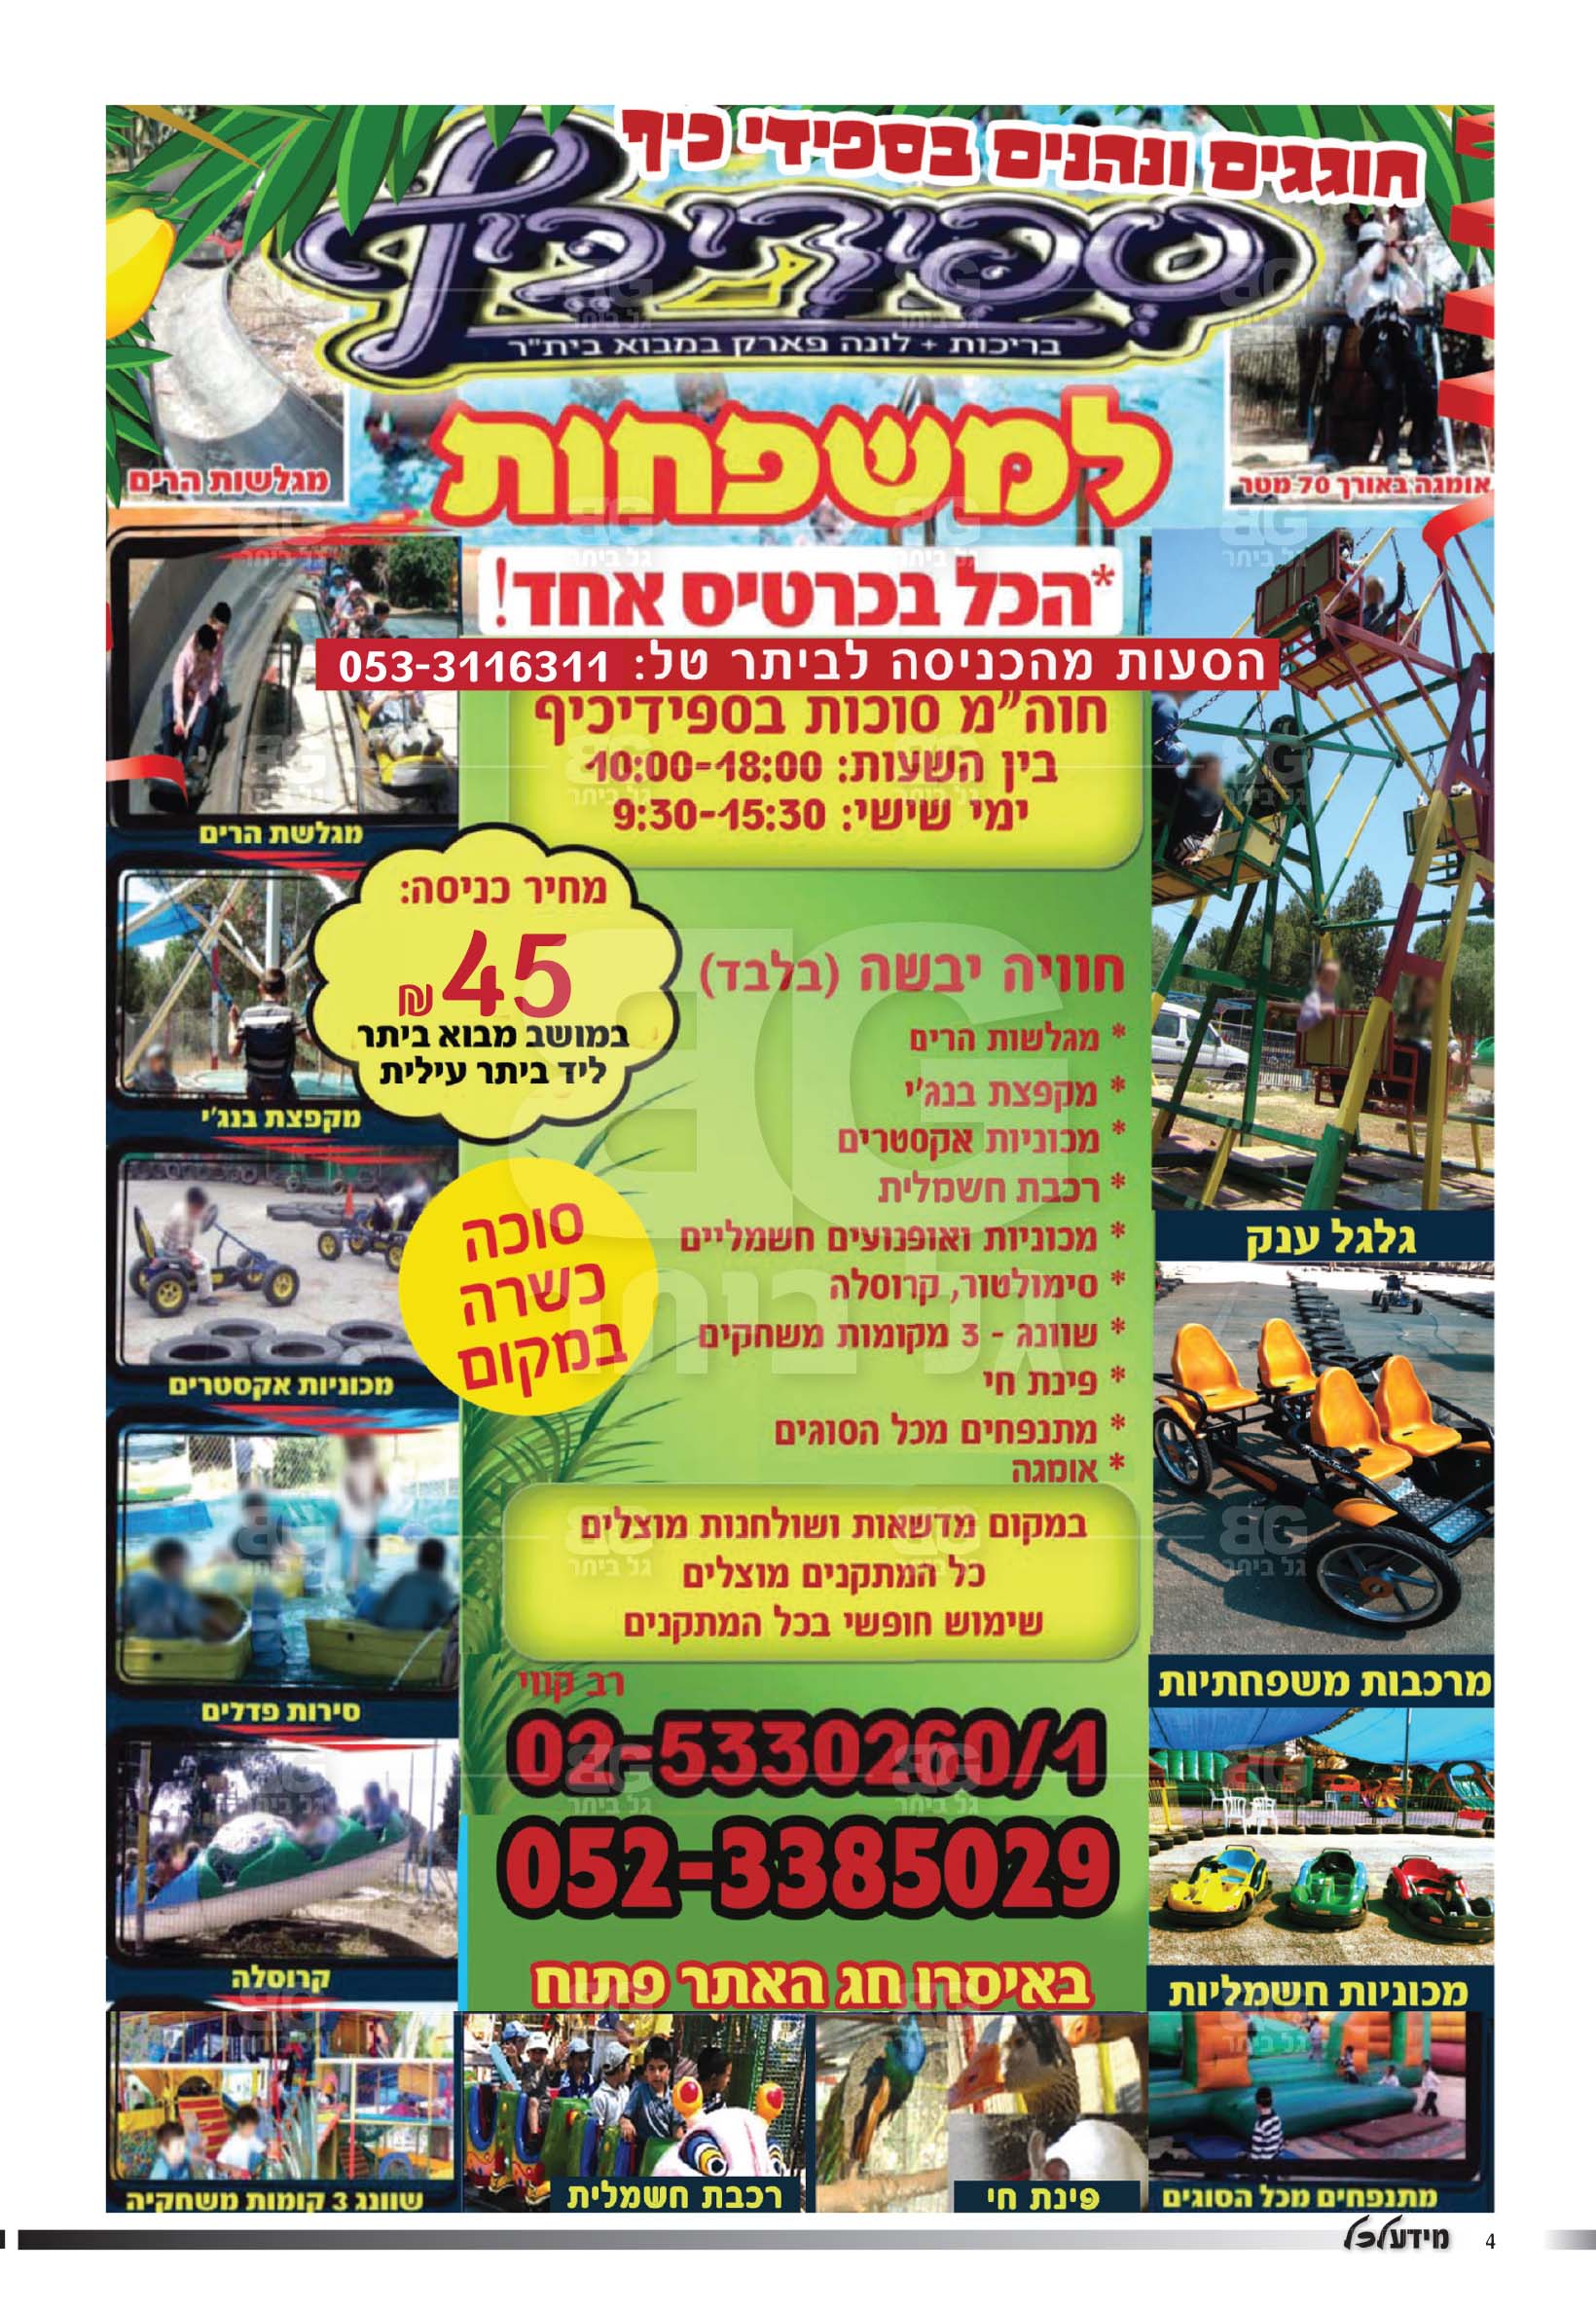 חוגגים ונהנים בספידי כיף
ספידיכיף
בריכות + לונה פארק במבוא בית"ר
למשפחות
מגלשות הרים
אומגה באורך 70 מטר
*הכל בכרטיס אחד!
הסעות מהכניסה לביתר טל: 053-3116311
חוה"מ סוכות בספידיכיף
בין השעות: 10:00-18:00
ימי שישי: 9:30-15:30
מגלשת הרים
מחיר כניסה:
45 ₪
במושב מבוא ביתר
ליד ביתר עילית
מקפצת בנג'י
חוויה יבשה (בלבד)
* מגלשות הרים
* מקפצת בנג'י
* מכוניות אקסטרים
* רכבת חשמלית
* מכוניות ואופנועים חשמליים
* סימולטור, קרוסלה
* שוונג - 3 מקומות משחקים
* פינת חי
* מתנפחים מכל הסוגים
* אומגה
סוכה
כשרה
במקום
גלגל ענק
מכוניות אקסטרים
במקום מדשאות ושולחנות מוצלים
כל המתקנים מוצלים
שימוש חופשי בכל המתקנים
סירות פדלים
מרכבות משפחתיות
רב קווי
02-5330260/1
052-3385029
באיסרו חג האתר פתוח
קרוסלה
מכוניות חשמליות
שוונג 3 קומות משחקיה
רכבת חשמלית
פינת חי
מתנפחים מכל הסוגים
BG
גל ביתר
מידע לכל
4